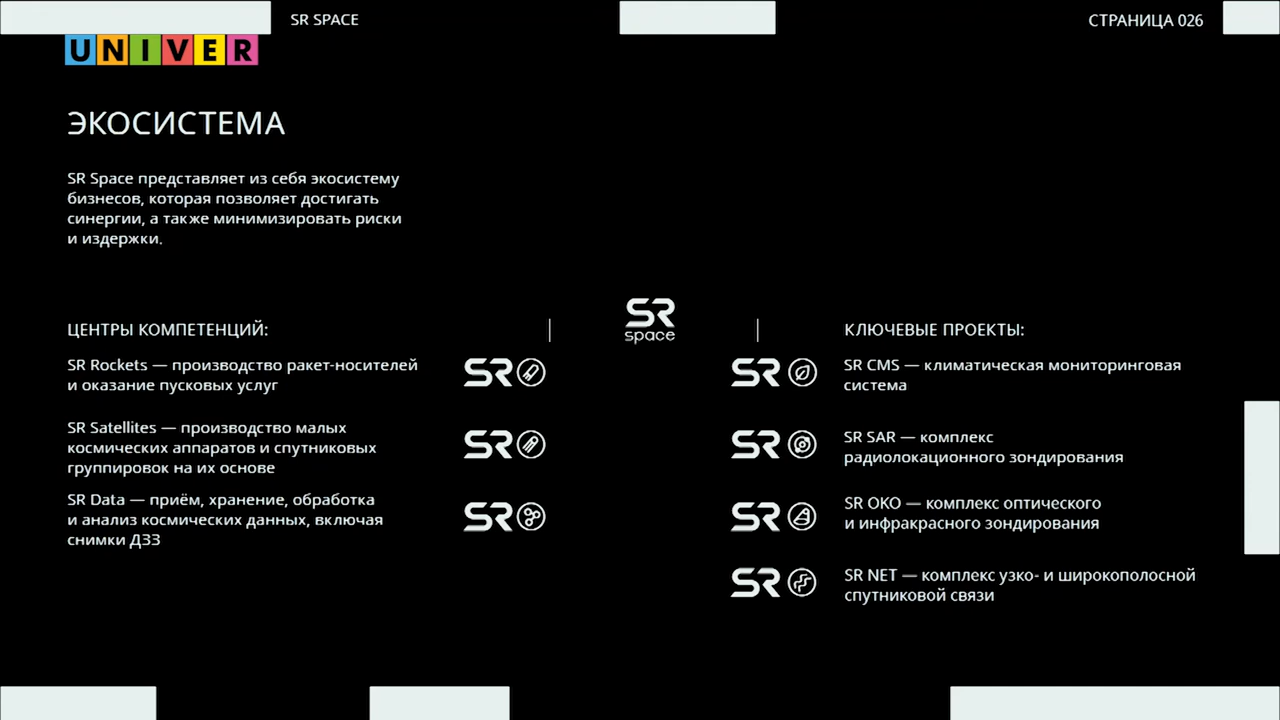 SR SPACE
СТРАНИЦА 026
UNIVER
ЭКОСИСТЕМА
SR Space представляет из себя экосистему
бизнесов, которая позволяет достигать
синергии, а также минимизировать риски
и издержки.
SR
space
ЦЕНТРЫ КОМПЕТЕНЦИЙ:
SR Rockets — производство ракет-носителей
и оказание пусковых услуг
SR
SR Satellites — производство малых
космических аппаратов и спутниковых
группировок на их основе
SR
SR Data — приём, хранение, обработка
и анализ космических данных, включая
снимки ДЗЗ
SR
КЛЮЧЕВЫЕ ПРОЕКТЫ:
SR
SR CMS — климатическая мониторинговая
система
SR
SR SAR — комплекс
радиолокационного зондирования
SR
SR OKO — комплекс оптического
и инфракрасного зондирования
SR
SR NET — комплекс узко- и широкополосной
спутниковой связи